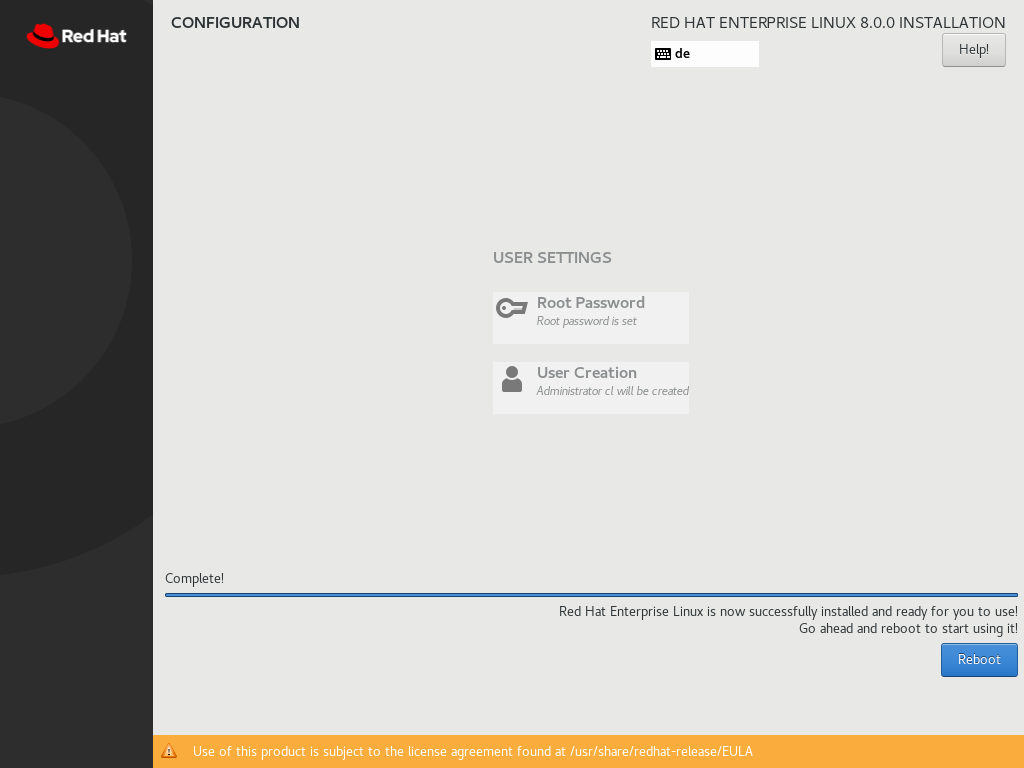 Red Hat
CONFIGURATION
RED HAT ENTERPRISE LINUX 8.0.0 INSTALLATION
de
Help!
USER SETTINGS
Root Password
Root password is set
User Creation
Administrator cl will be created
Complete!
Red Hat Enterprise Linux is now successfully installed and ready for you to use!
Go ahead and reboot to start using it!
Reboot
Use of this product is subject to the license agreement found at /usr/share/redhat-release/EULA